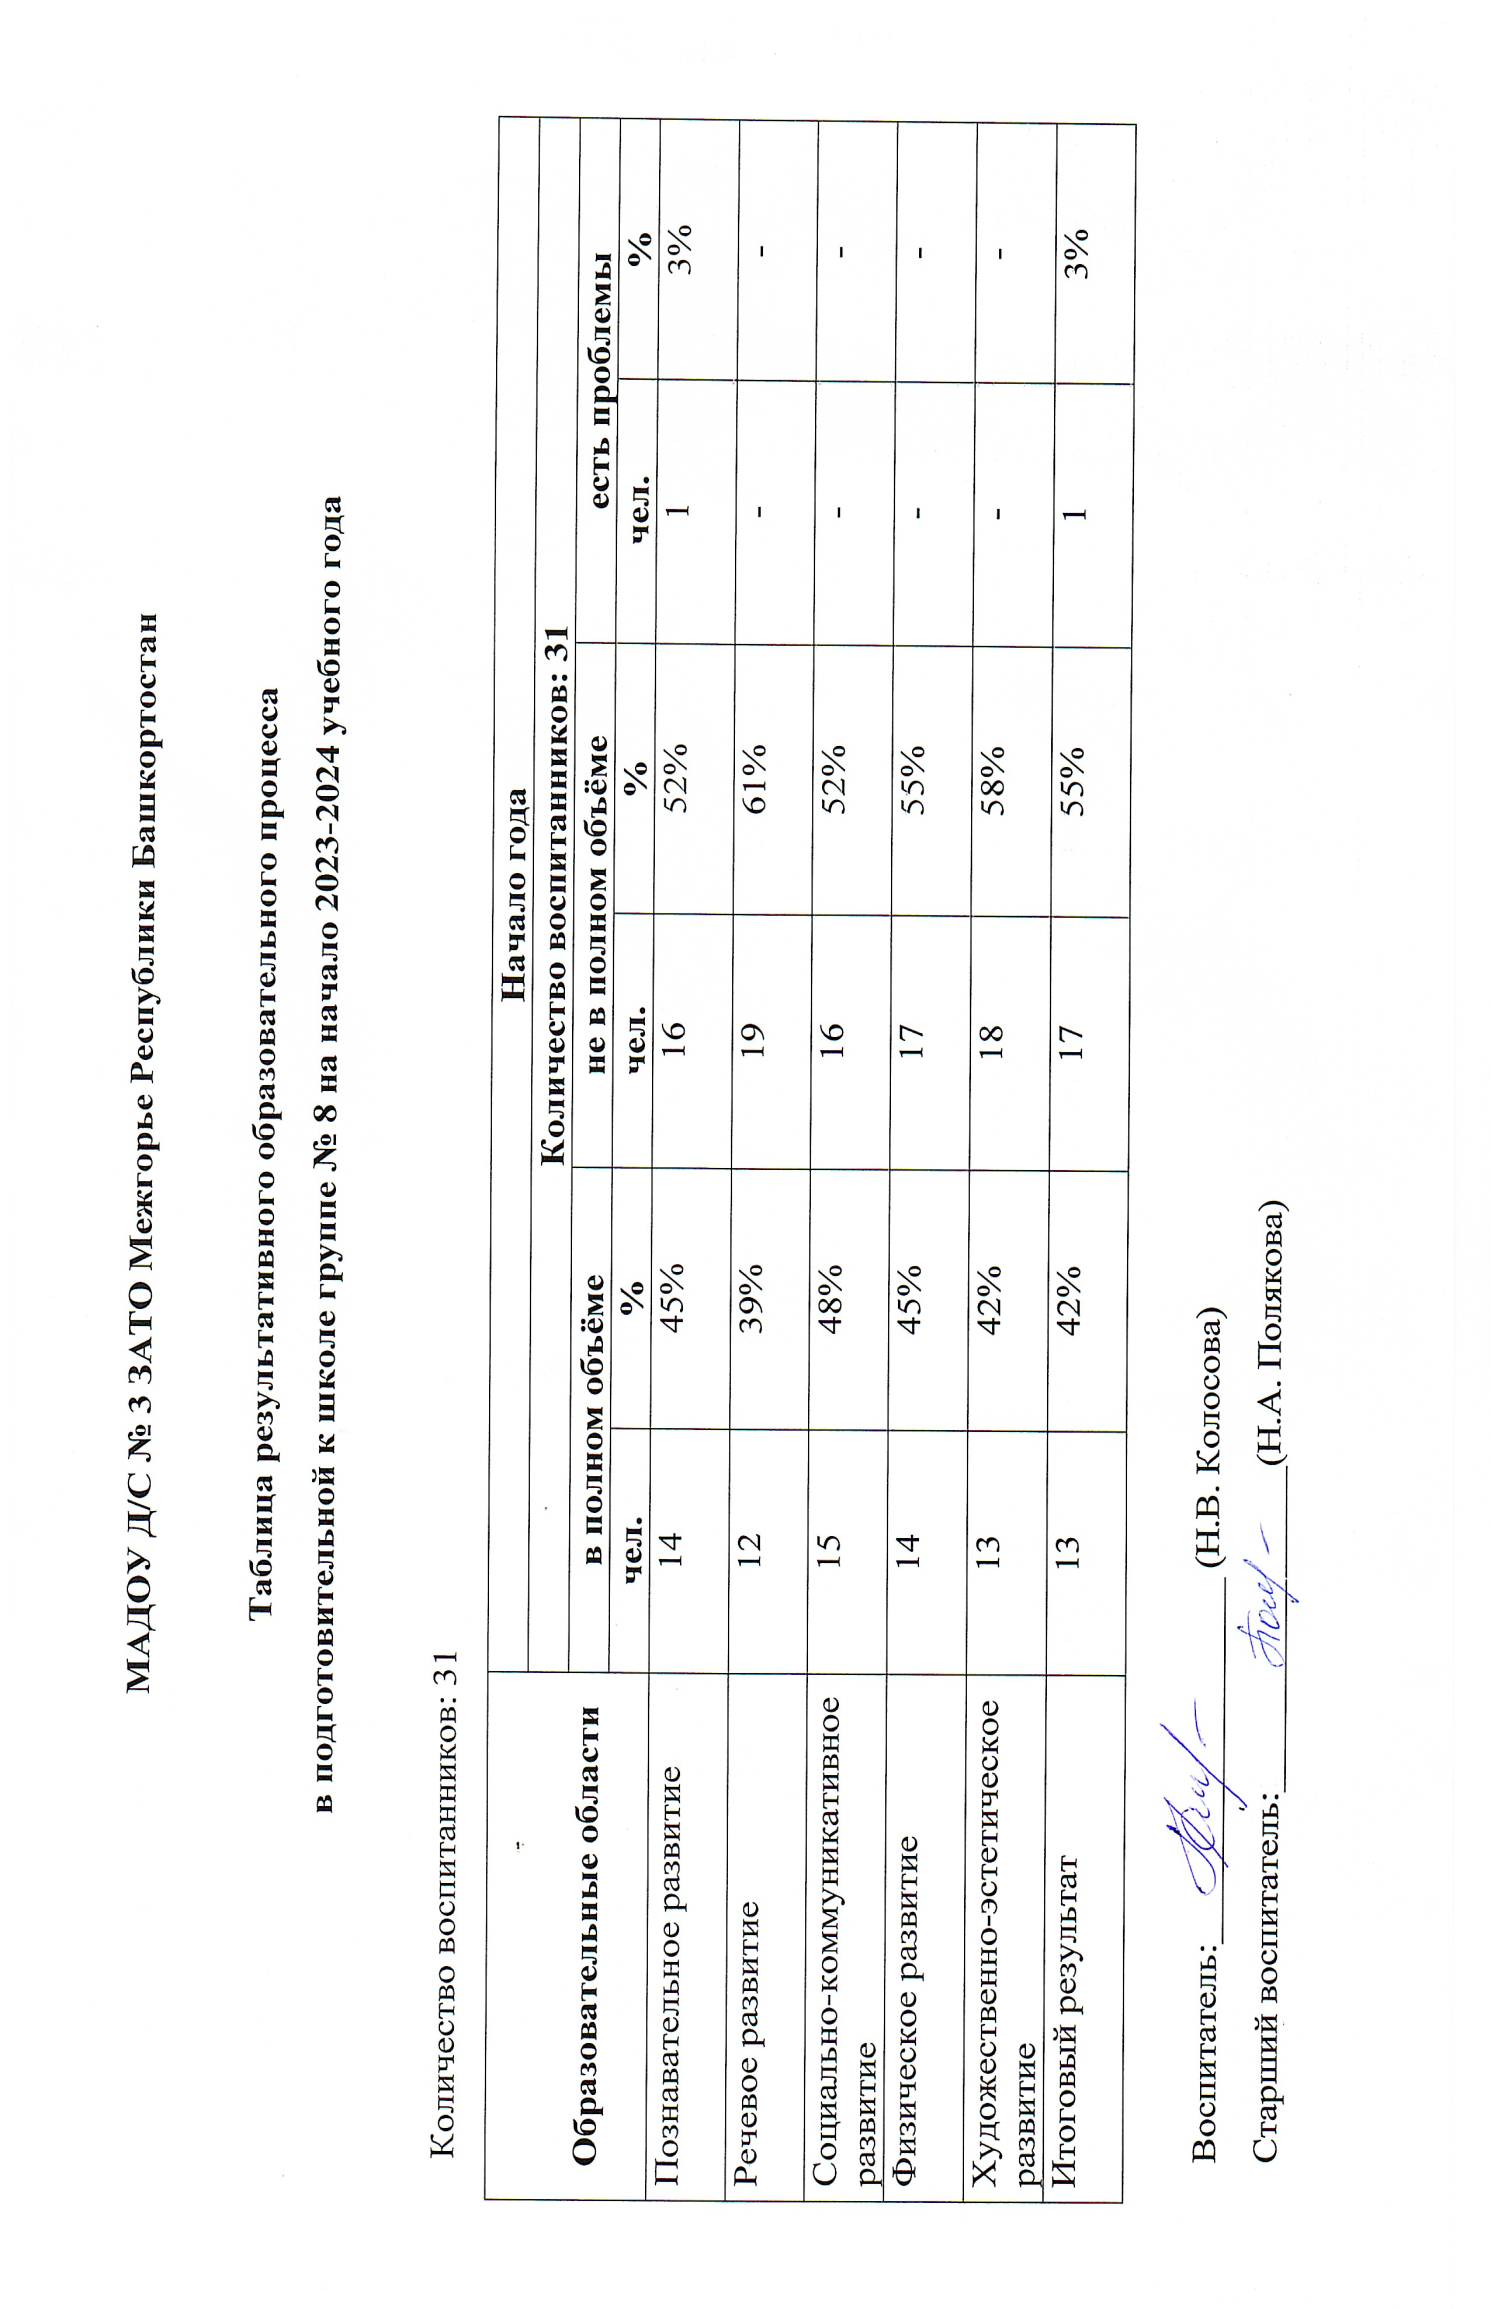 МАДОУ Д/С № 3 ЗАТО Межгорье Республики Башкортостан
Таблица результативного образовательного процесса
в подготовительной к школе группе № 8 на начало 2023-2024 учебного года
Количество воспитанников: 31
Образовательные области
Начало года
Количество воспитанников: 31
в полном объёме не в полном объёме есть проблемы
чел. % чел. % чел. %
Познавательное развитие 14 45% 16 52% 1 3%
Речевое развитие 12 39% 19 61% - -
Социально-коммуникативное 15 48% 16 52% - -
развитие
Физическое развитие 14 45% 17 55% - -
Художественно-эстетическое 13 42% 18 58% - -
развитие
Итоговый результат 13 42% 17 55% 1 3%
Воспитатель: (Н.В. Колосова)
Старший воспитатель: (Н.А. Полякова)